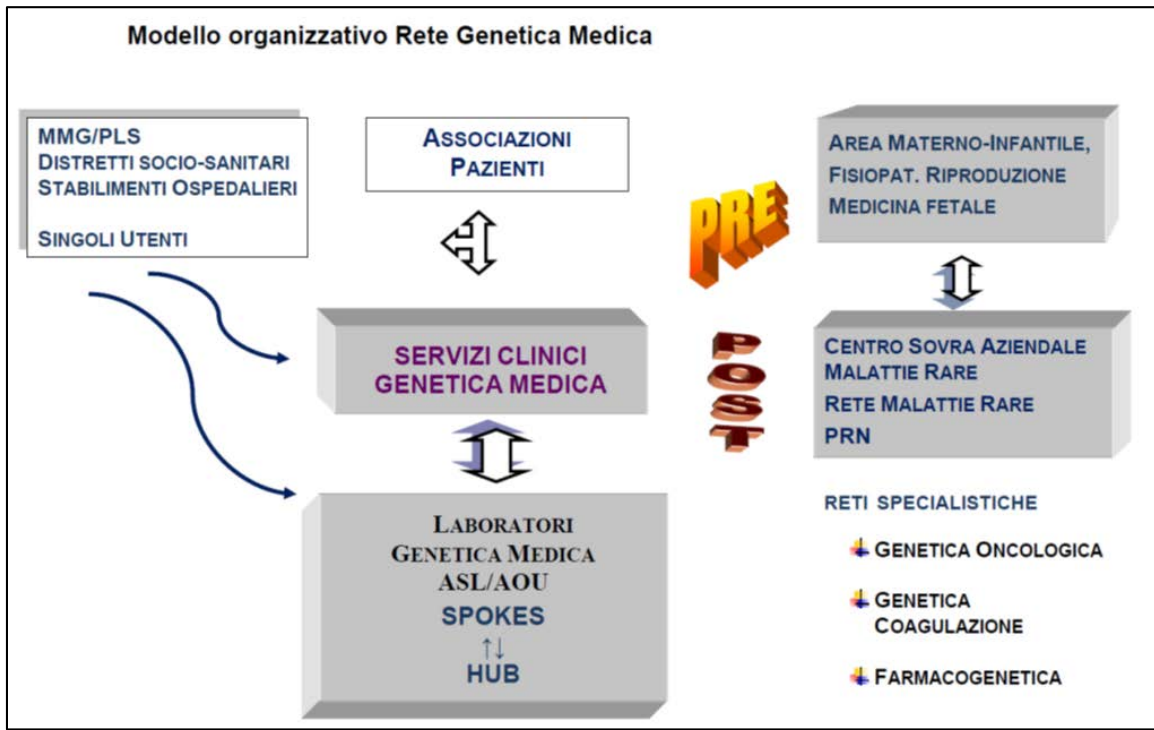 Modello organizzativo Rete Genetica Medica
MMG/PLS
DISTRETTI SOCIO-SANITARI
STABILIMENTI OSPEDALIERI
SINGOLI UTENTI
ASSOCIAZIONI
PAZIENTI
SERVIZI CLINICI
GENETICA MEDICA
LABORATORI
GENETICA MEDICA
ASL/AOU
SPOKES
↑↓
HUB
PRE
POST
AREA MATERNO-INFANTILE,
FISIOPAT. RIPRODUZIONE
MEDICINA FETALE
CENTRO SOVRA AZIENDALE
MALATTIE RARE
RETE MALATTIE RARE
PRN
RETI SPECIALISTICHE
GENETICA ONCOLOGICA
GENETICA
COAGULAZIONE
FARMACOGENETICA